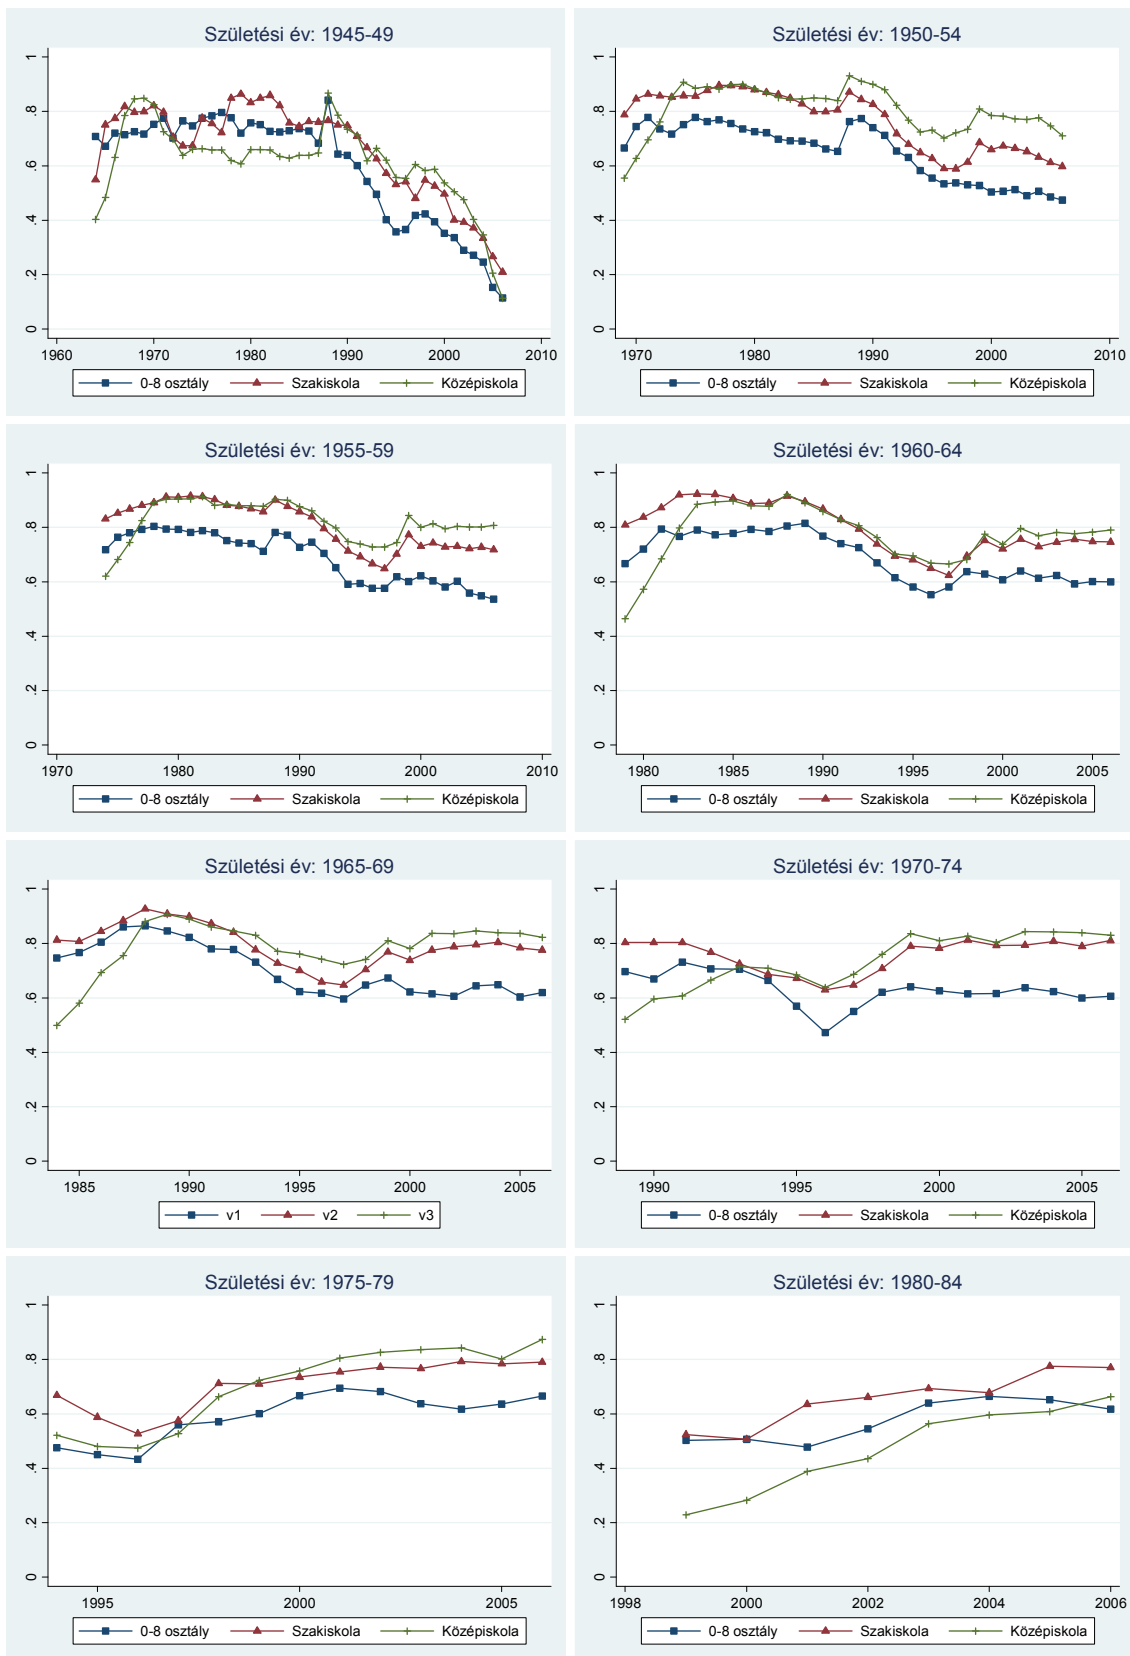 Születési év: 1945-49
1
.8
.6
.4
.2
0
1960 1970 1980 1990 2000 2010
0-8 osztály Szakiskola Középiskola
Születési év: 1950-54
1
.8
.6
.4
.2
0
1970 1980 1990 2000 2010
0-8 osztály Szakiskola Középiskola
Születési év: 1955-59
1
.8
.6
.4
.2
0
1970 1980 1990 2000 2010
0-8 osztály Szakiskola Középiskola
Születési év: 1960-64
1
.8
.6
.4
.2
0
1980 1985 1990 1995 2000 2005
0-8 osztály Szakiskola Középiskola
Születési év: 1965-69
1
.8
.6
.4
.2
0
1985 1990 1995 2000 2005
v1 v2 v3
Születési év: 1970-74
1
.8
.6
.4
.2
0
1990 1995 2000 2005
0-8 osztály Szakiskola Középiskola
Születési év: 1975-79
1
.8
.6
.4
.2
0
1995 2000 2005
0-8 osztály Szakiskola Középiskola
Születési év: 1980-84
1
.8
.6
.4
.2
0
1998 2000 2002 2004 2006
0-8 osztály Szakiskola Középiskola